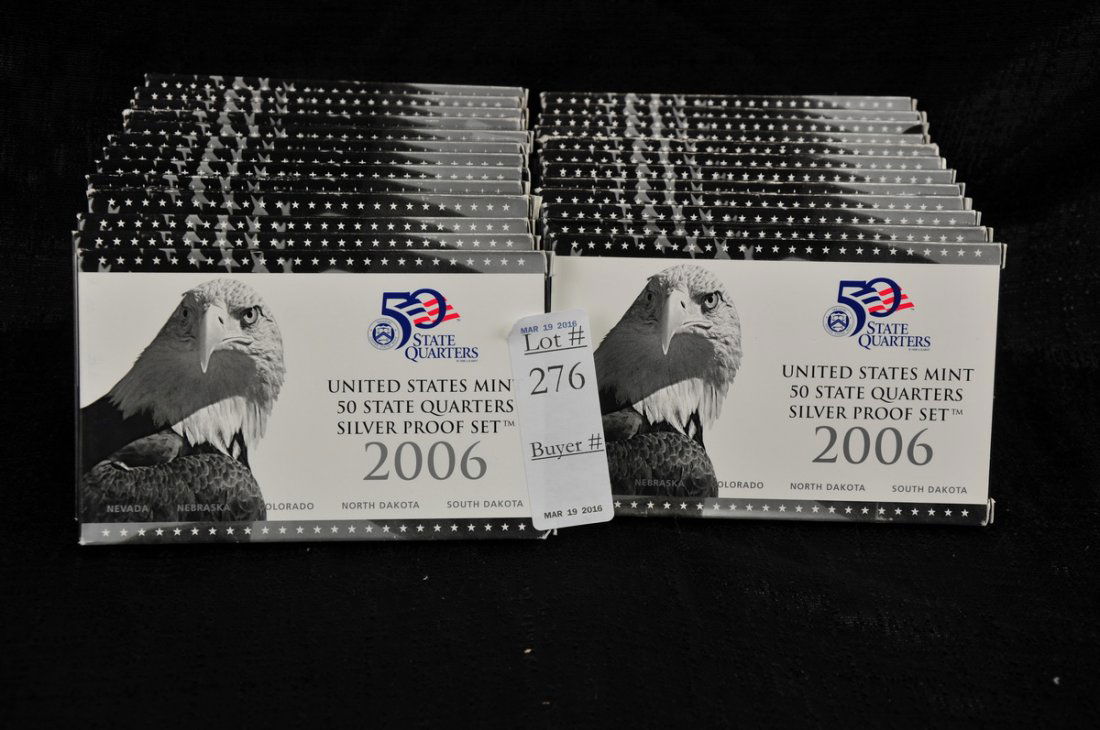 50
STATE
QUARTERS
UNITED STATES MINT
50 STATE QUARTERS
SILVER PROOF SET™
2006
NEVADA NEBRASKA COLORADO NORTH DAKOTA SOUTH DAKOTA
MAR 19 2016
Lot #
276
Buyer #
MAR 19 2016
50
STATE
QUARTERS
UNITED STATES MINT
50 STATE QUARTERS
SILVER PROOF SET™
2006
NEBRASKA COLORADO NORTH DAKOTA SOUTH DAKOTA